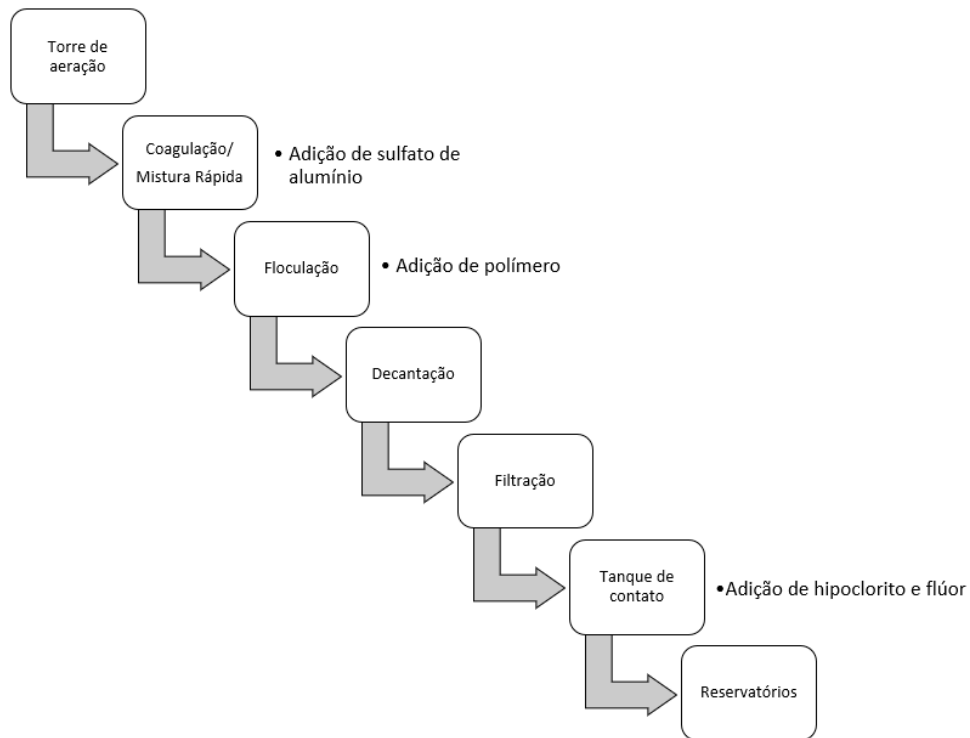 Torre de
aeração
Coagulação/
Mistura Rápida
• Adição de sulfato de
alumínio
Floculação
• Adição de polímero
Decantação
Filtração
Tanque de
contato
•Adição de hipoclorito e flúor
Reservatórios